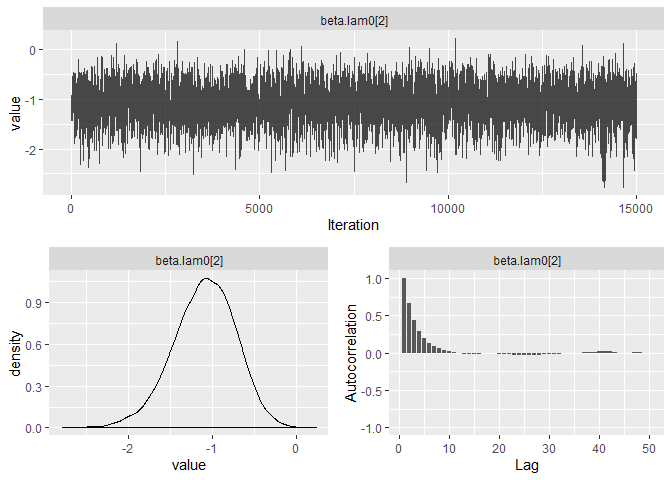 beta.lam0[2]
0
-1
-2
value
0
5000
10000
15000
Iteration
beta.lam0[2]
0.9
0.6
0.3
0.0
density
-2
-1
0
value
beta.lam0[2]
1.0
0.5
0.0
-0.5
-1.0
Autocorrelation
0
10
20
30
40
50
Lag